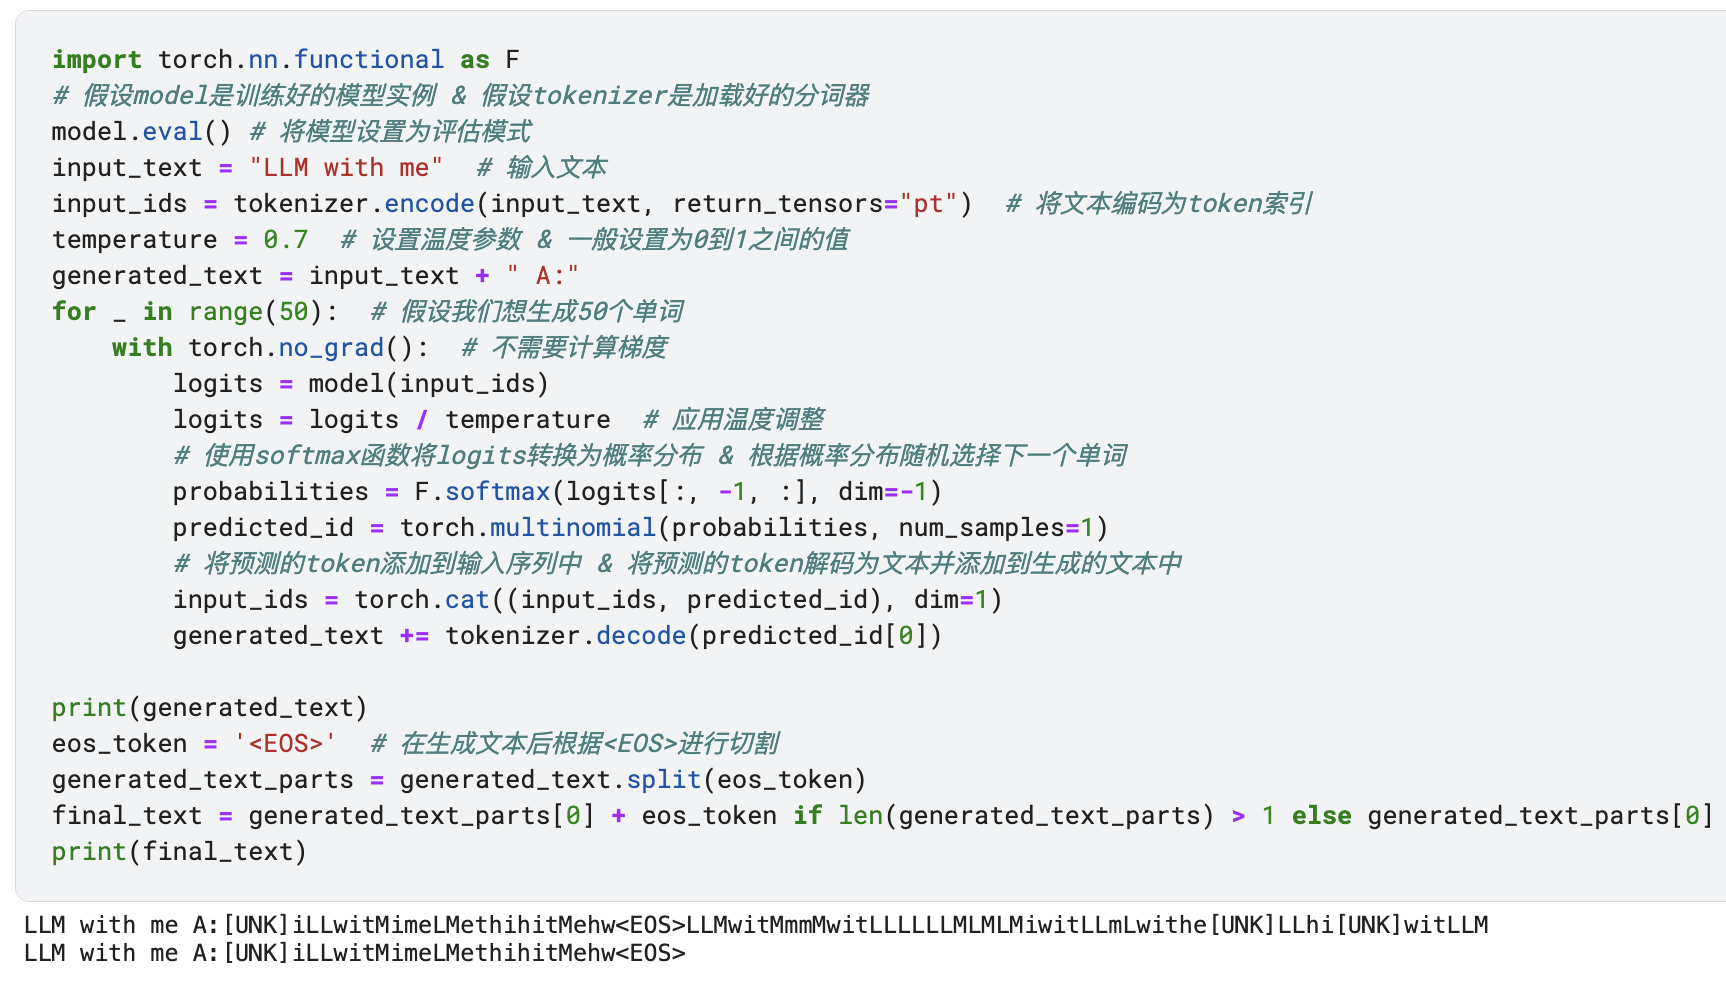 import torch.nn.functional as F
# 假设model是训练好的模型实例 & 假设tokenizer是加载好的分词器
model.eval() # 将模型设置为评估模式
input_text = "LLM with me"  # 输入文本
input_ids = tokenizer.encode(input_text, return_tensors="pt")  # 将文本编码为token索引
temperature = 0.7  # 设置温度参数 & 一般设置为0到1之间的值
generated_text = input_text + " A:"
for _ in range(50):  # 假设我们想生成50个单词
    with torch.no_grad():  # 不需要计算梯度
        logits = model(input_ids)
        logits = logits / temperature  # 应用温度调整
        # 使用softmax函数将logits转换为概率分布 & 根据概率分布随机选择下一个单词
        probabilities = F.softmax(logits[:, -1, :], dim=-1)
        predicted_id = torch.multinomial(probabilities, num_samples=1)
        # 将预测的token添加到输入序列中 & 将预测的token解码为文本并添加到生成的文本中
        input_ids = torch.cat((input_ids, predicted_id), dim=1)
        generated_text += tokenizer.decode(predicted_id[0])
print(generated_text)
eos_token = '<EOS>'  # 在生成文本后根据<EOS>进行切割
generated_text_parts = generated_text.split(eos_token)
final_text = generated_text_parts[0] + eos_token if len(generated_text_parts) > 1 else generated_text_parts[0]
print(final_text)
LLM with me A:[UNK]iLLwitMimeLMethihitMehw<EOS>LLMwitMmmMwitLLLLLLMLMLMiwitLLmLwithe[UNK]LLhi[UNK]witLLM
LLM with me A:[UNK]iLLwitMimeLMethihitMehw<EOS>